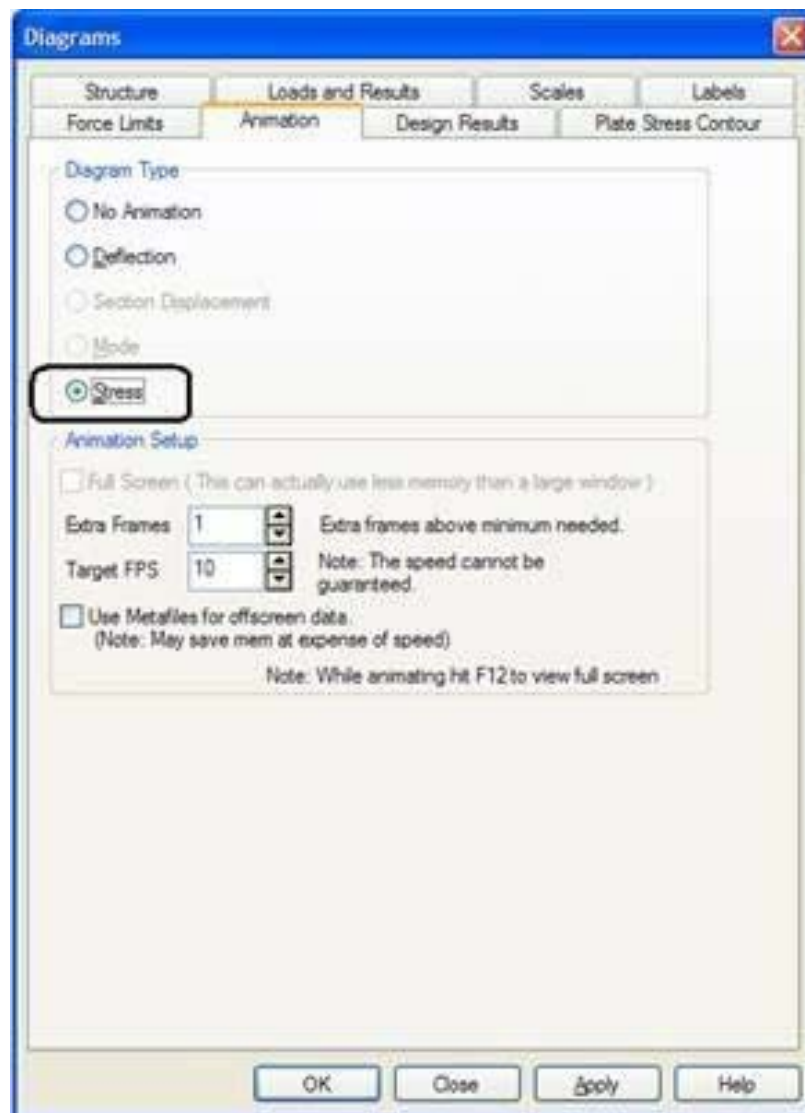 Diagrams
Structure
Loads and Results
Scales
Labels
Force Limits
Animation
Design Results
Plate Stress Contour
Diagram Type
No Animation
Deflection
Section Displacement
Mode
Stress
Animation Setup
Full Screen ( This can actually use less memory than a large window )
Extra Frames 1 Extra frames above minimum needed.
Target FPS 10 Note: The speed cannot be
guaranteed.
Use Metafiles for offscreen data.
(Note: May save mem at expense of speed)
Note: While animating hit F12 to view full screen
OK
Close
Apply
Help